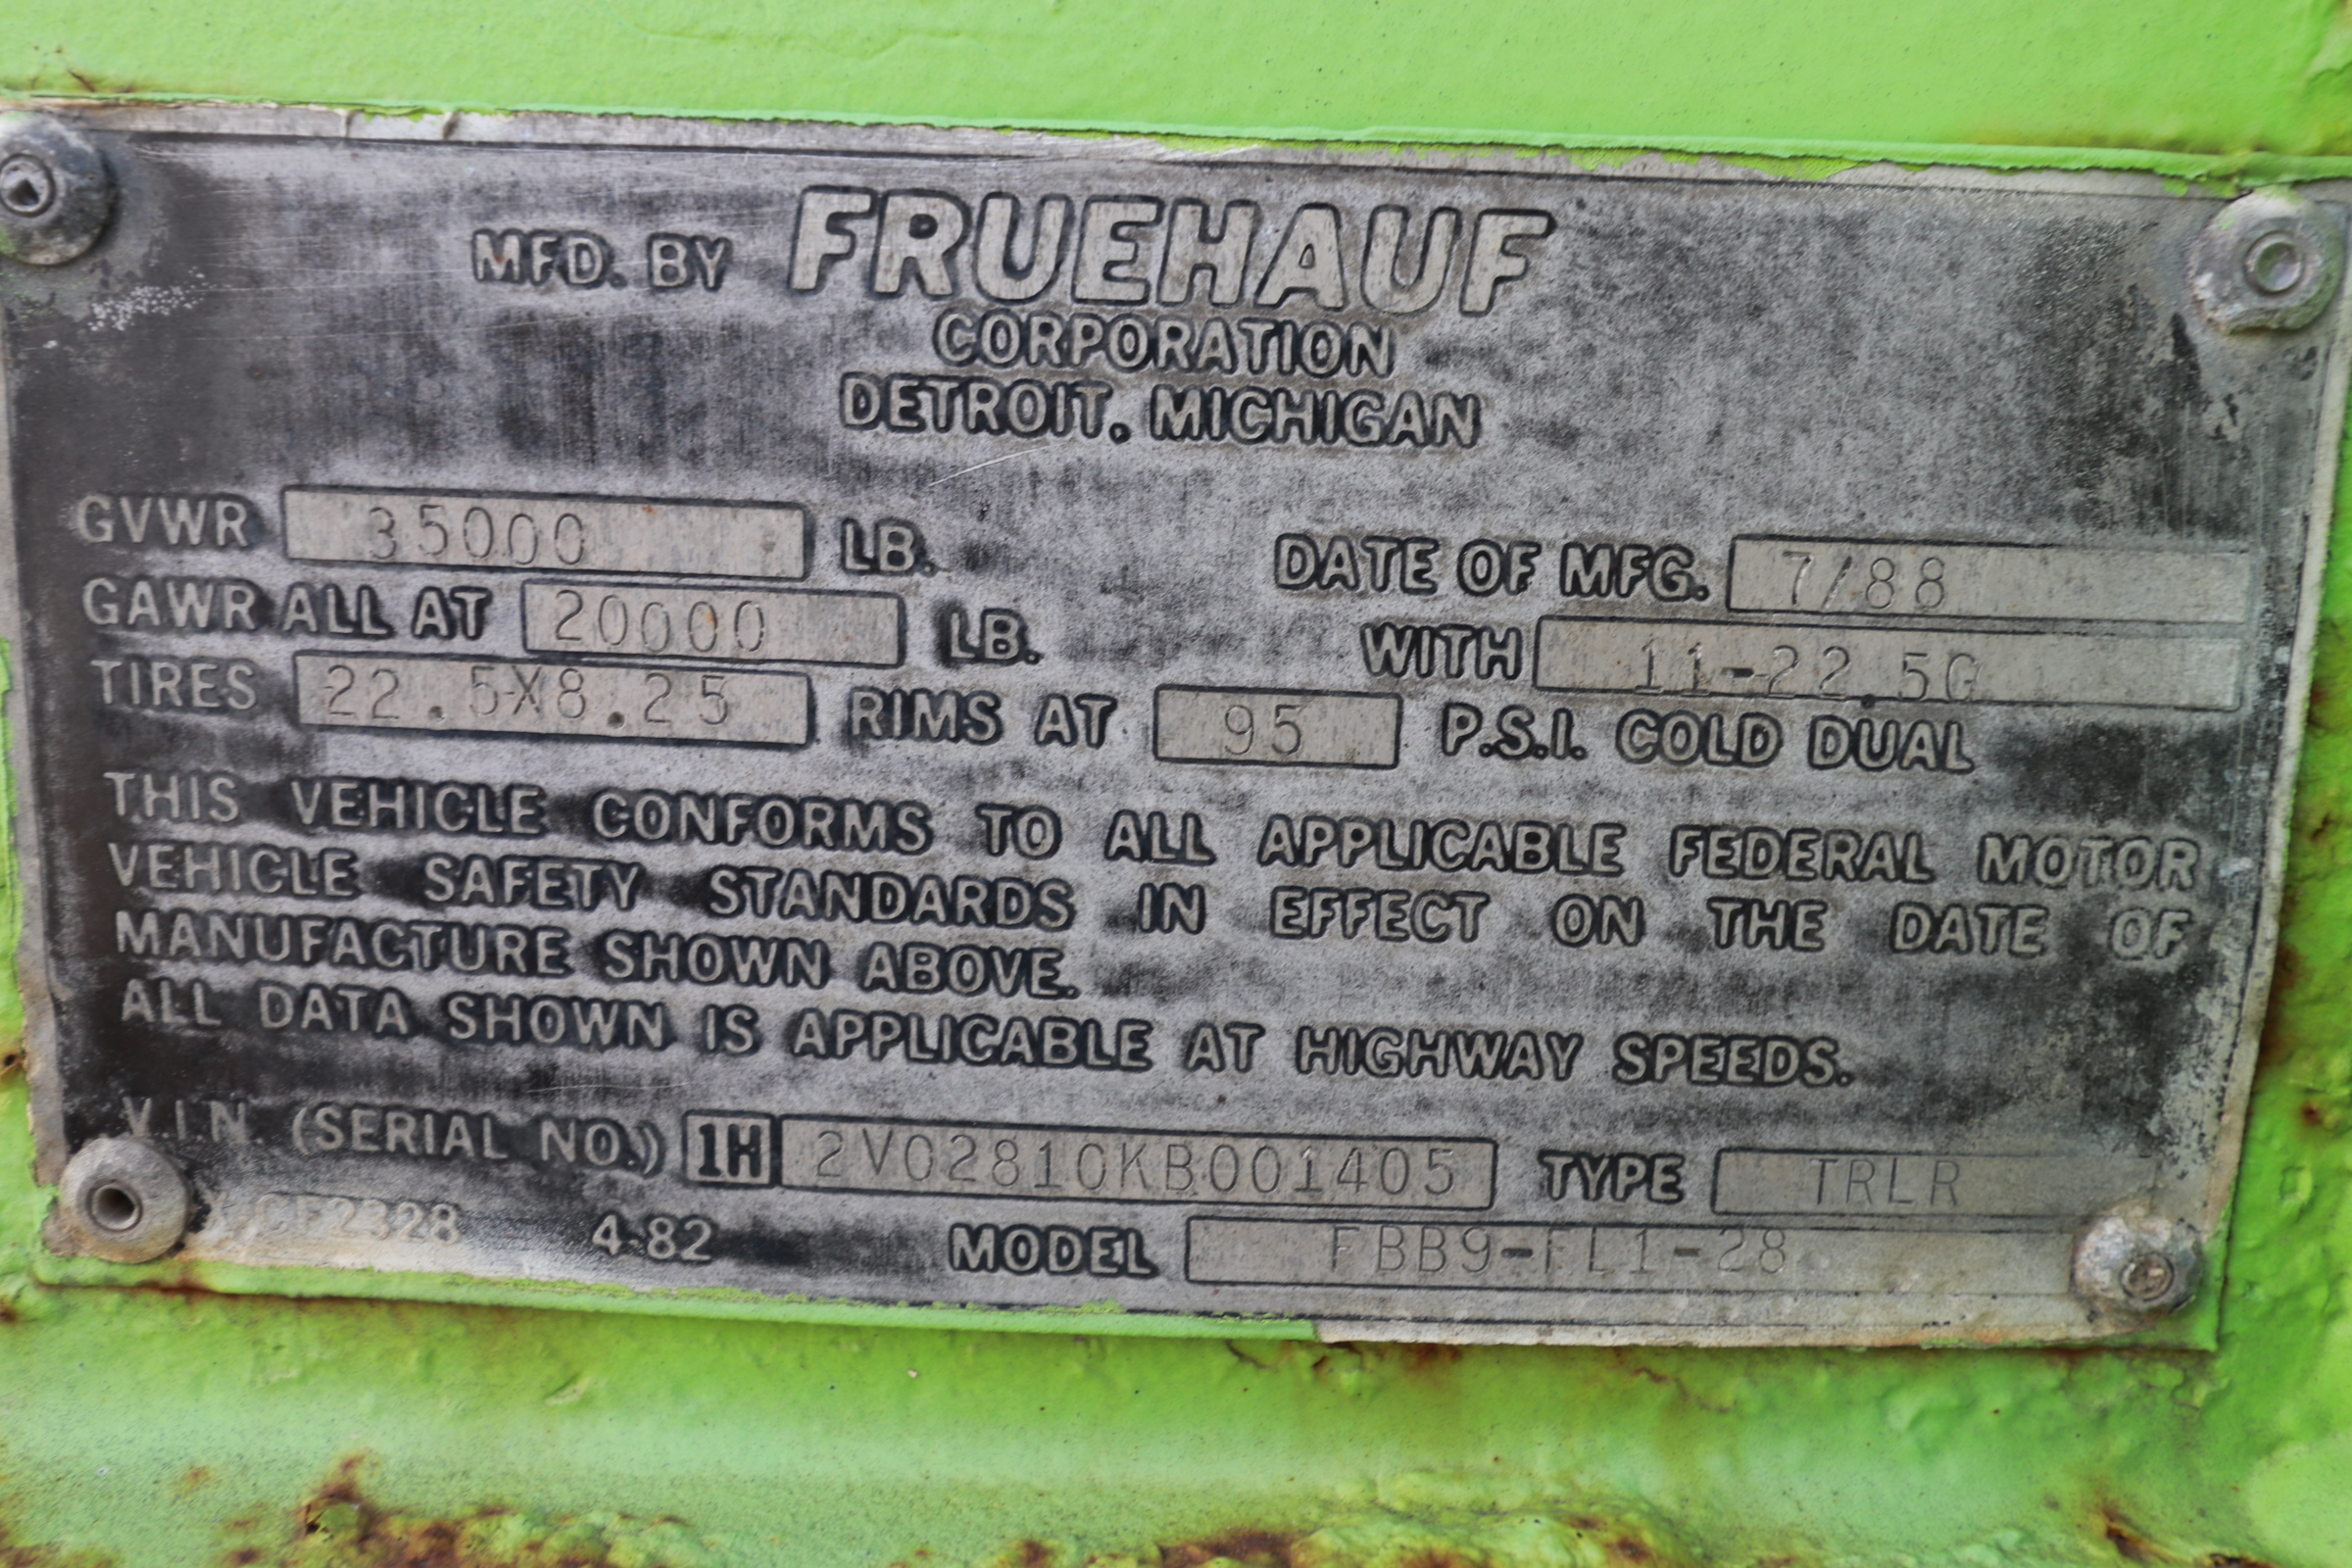 MFD. BY FRUEHAUF
CORPORATION
DETROIT, MICHIGAN
GVWR 35000 LB. DATE OF MFG. 7/88
GAWR ALL AT 20000 LB. WITH 11-22.5G
TIRES 22.5X8.25 RIMS AT 95 P.S.I. COLD DUAL
THIS VEHICLE CONFORMS TO ALL APPLICABLE FEDERAL MOTOR
VEHICLE SAFETY STANDARDS IN EFFECT ON THE DATE OF
MANUFACTURE SHOWN ABOVE.
ALL DATA SHOWN IS APPLICABLE AT HIGHWAY SPEEDS.
V.I.N. (SERIAL NO.) 1H 2V02810KB001405 TYPE TRLR
4-82 MODEL FBB9-FL1-28